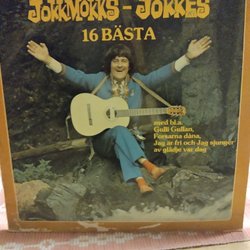 JOKKMOKKS-JOKKES
16 BÄSTA
med bl.a.
Gulli Gullan,
Forsarna dåna,
Jag är fri och Jag sjunger
av glädje var dag